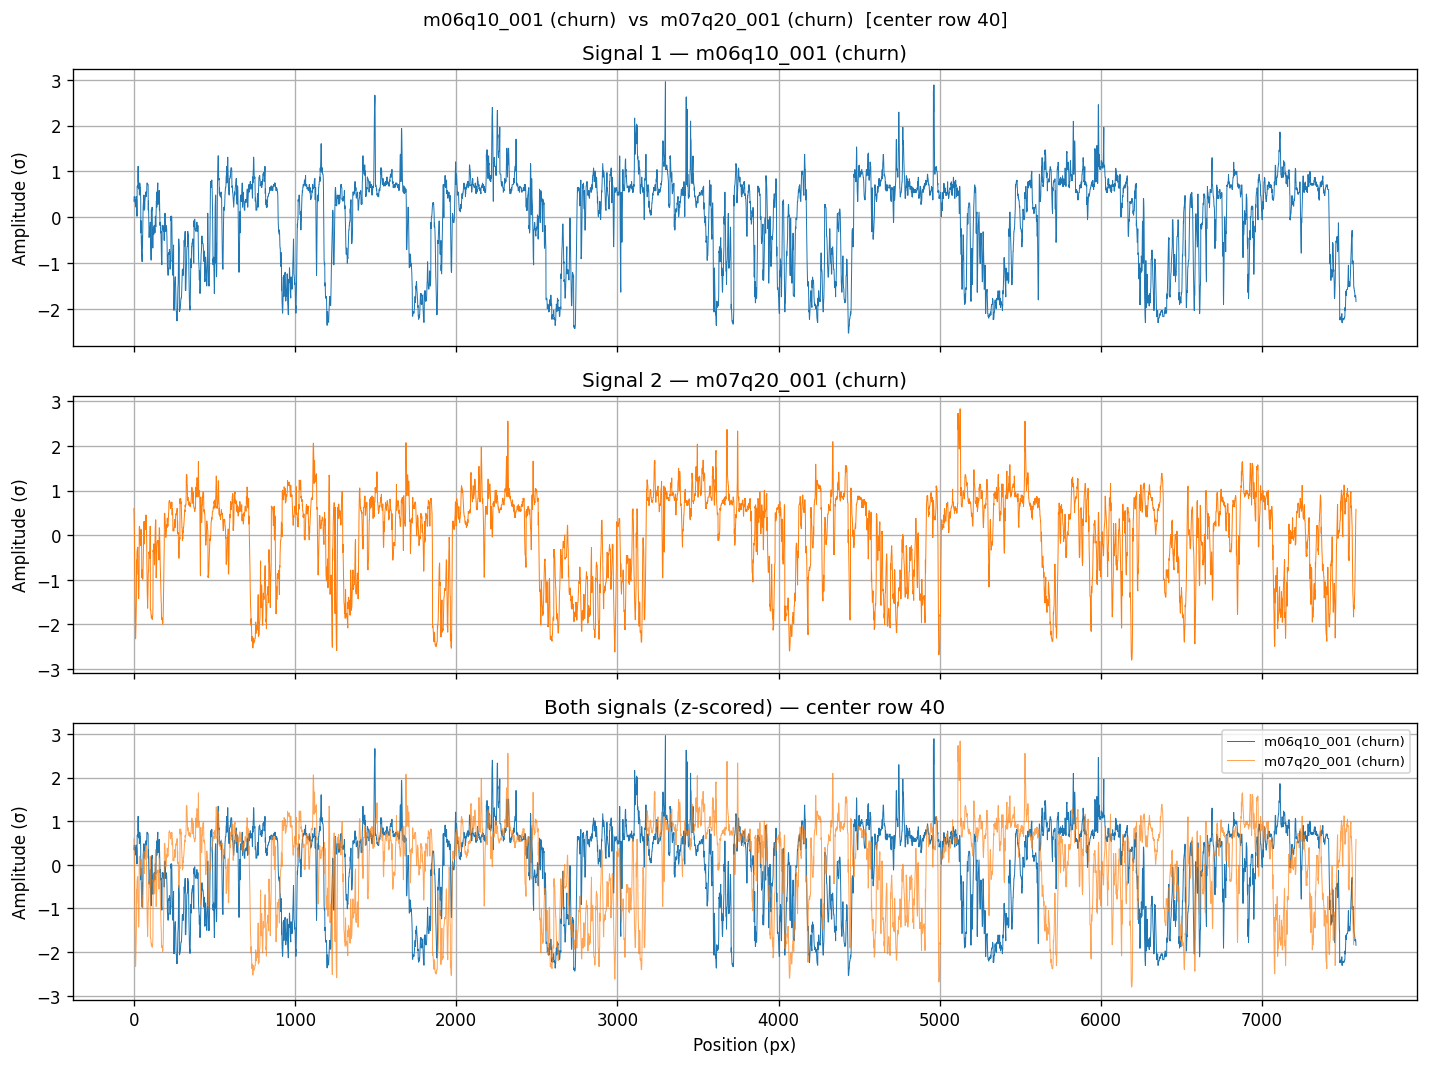 m06q10_001 (churn)  vs  m07q20_001 (churn)  [center row 40]
Signal 1 — m06q10_001 (churn)
Amplitude (σ)
3
2
1
0
−1
−2
Signal 2 — m07q20_001 (churn)
Amplitude (σ)
3
2
1
0
−1
−2
−3
Both signals (z-scored) — center row 40
Amplitude (σ)
3
2
1
0
−1
−2
−3
m06q10_001 (churn)
m07q20_001 (churn)
0 1000 2000 3000 4000 5000 6000 7000
Position (px)